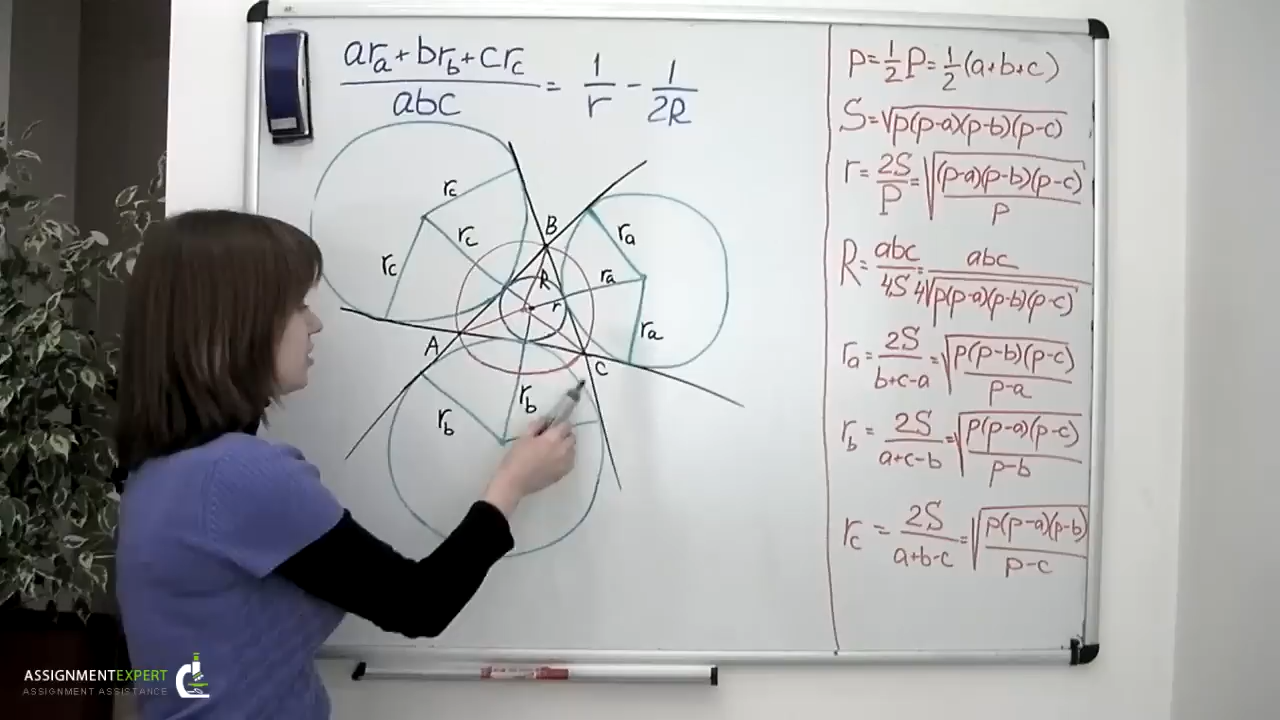 (ar_a + br_b + cr_c)/(abc) = 1/r - 1/(2R)
r_c
r_c
r_c
B
r_a
r_a
r_a
R
r
A
C
r_b
r_b
p = 1/2 P = 1/2 (a+b+c)
S = √(p(p-a)(p-b)(p-c))
r = 2S/P = √((p-a)(p-b)(p-c)/p)
R = abc/4S = abc/(4√(p(p-a)(p-b)(p-c)))
r_a = 2S/(b+c-a) = √(p(p-b)(p-c)/(p-a))
r_b = 2S/(a+c-b) = √(p(p-a)(p-c)/(p-b))
r_c = 2S/(a+b-c) = √(p(p-a)(p-b)/(p-c))
ASSIGNMENTEXPERT
ASSIGNMENT ASSISTANCE